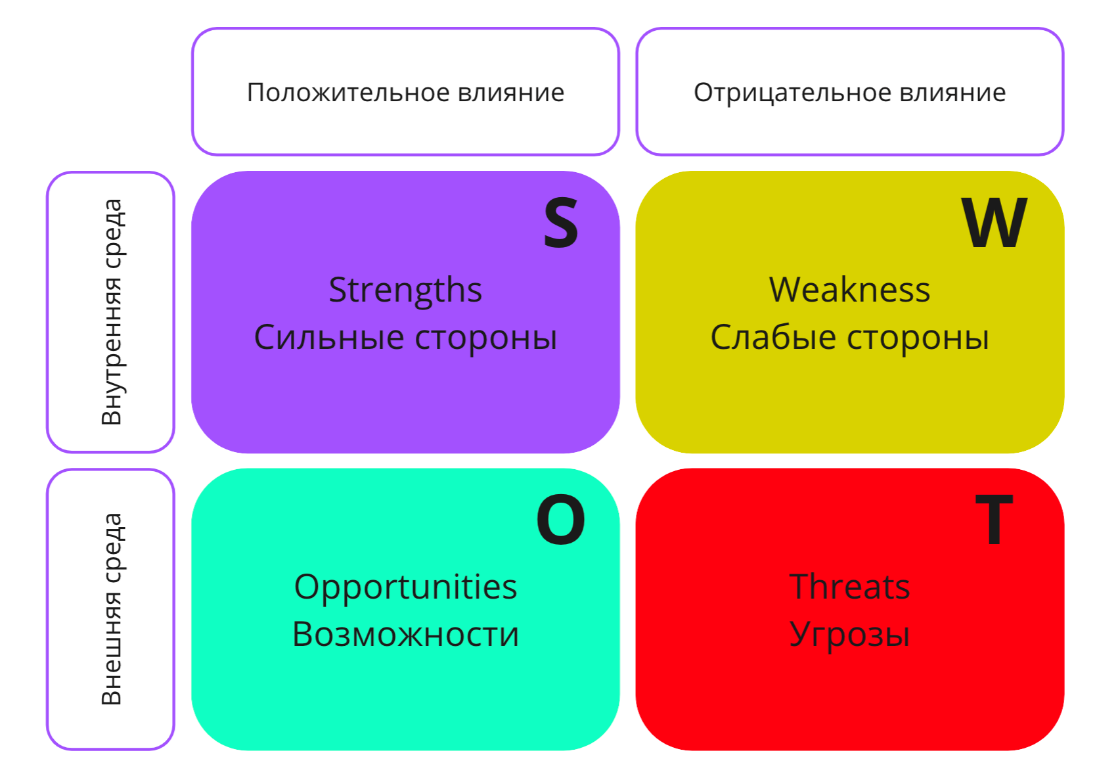 Положительное влияние
Отрицательное влияние
Внутренняя среда
S
Strengths
Сильные стороны
W
Weakness
Слабые стороны
Внешняя среда
O
Opportunities
Возможности
T
Threats
Угрозы